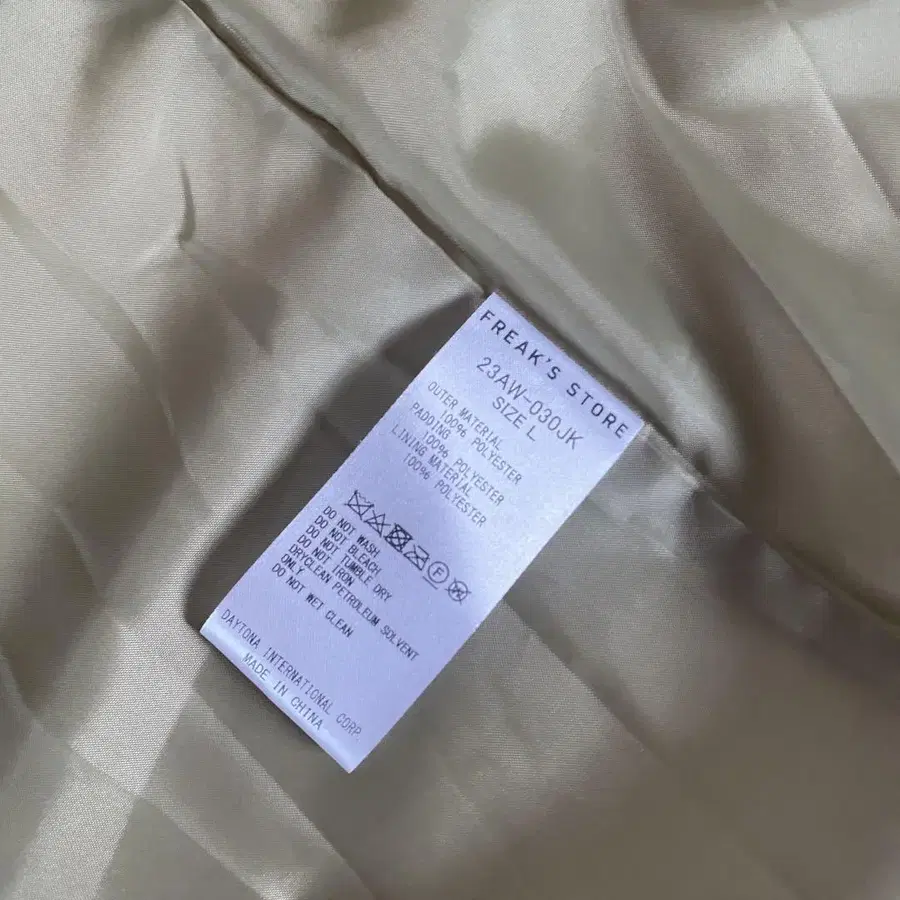 FREAK'S STORE
23AW-030JK
SIZE L
OUTER MATERIAL
100% POLYESTER
PADDING
100% POLYESTER
LINING MATERIAL
100% POLYESTER
DO NOT WASH
DO NOT BLEACH
DO NOT TUMBLE DRY
DO NOT IRON
DRYCLEAN PETROLEUM SOLVENT
ONLY
DO NOT WET CLEAN
DAYTONA INTERNATIONAL CORP.
MADE IN CHINA